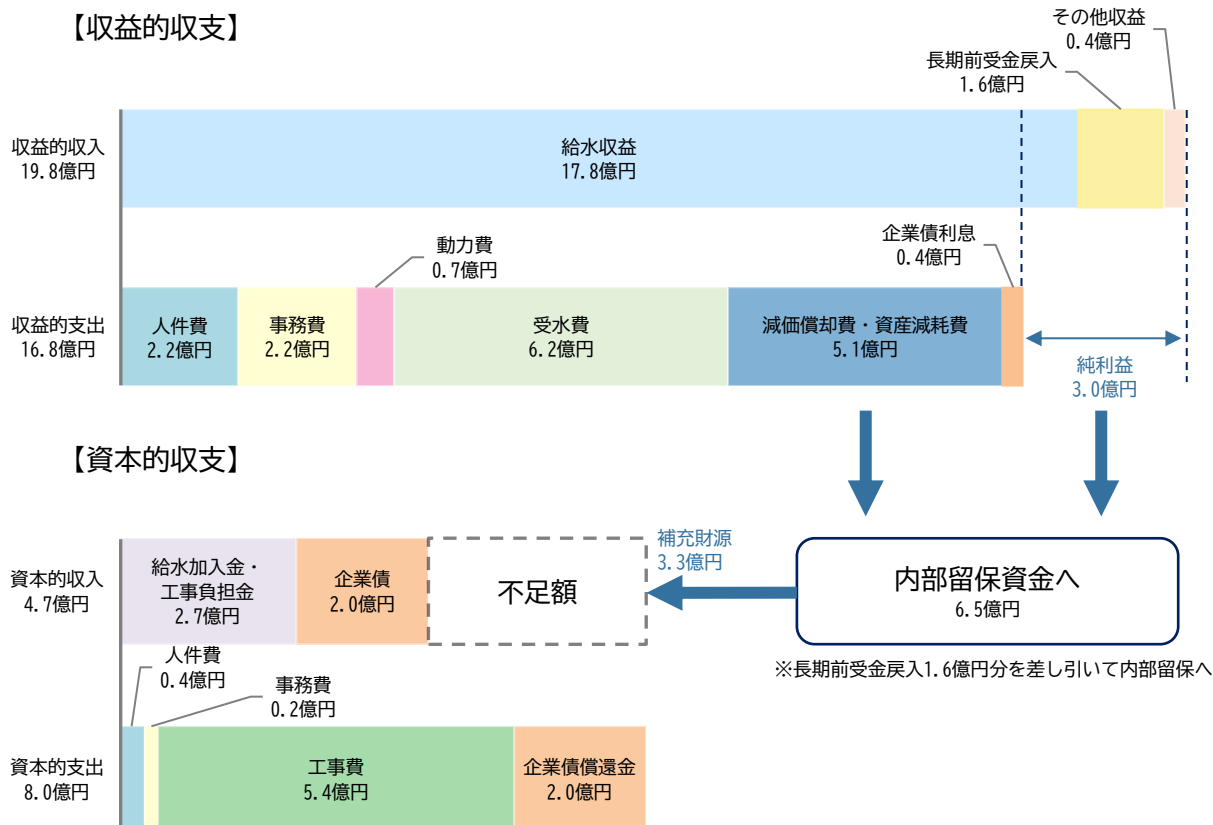 【収益的収支】
その他収益
0.4億円
長期前受金戻入
1.6億円
収益的収入
19.8億円
給水収益
17.8億円
動力費
0.7億円
企業債利息
0.4億円
収益的支出
16.8億円
人件費
2.2億円
事務費
2.2億円
受水費
6.2億円
減価償却費・資産減耗費
5.1億円
純利益
3.0億円
【資本的収支】
資本的収入
4.7億円
給水加入金・
工事負担金
2.7億円
企業債
2.0億円
不足額
補充財源
3.3億円
内部留保資金へ
6.5億円
※長期前受金戻入1.6億円分を差し引いて内部留保へ
人件費
0.4億円
事務費
0.2億円
資本的支出
8.0億円
工事費
5.4億円
企業債償還金
2.0億円